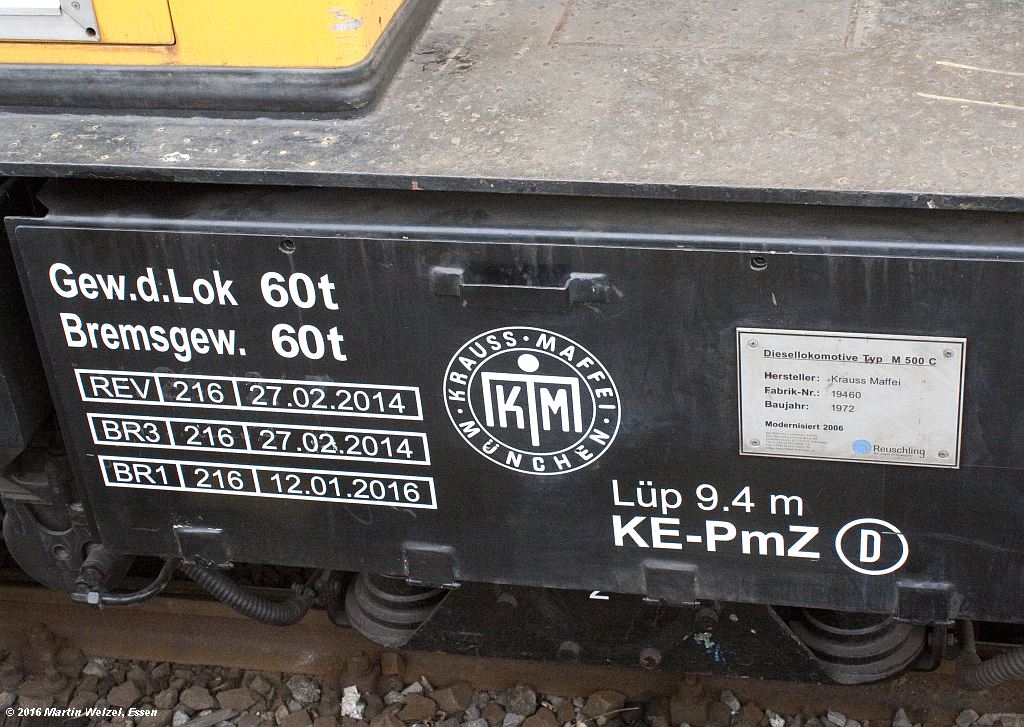 Gew.d.Lok 60t
Bremsgew. 60t
REV 216 27.02.2014
BR3 216 27.02.2014
BR1 216 12.01.2016
KRAUSS · MAFFEI · MÜNCHEN ·
KM
Diesellokomotive Typ M 500 C
Hersteller: Krauss Maffei
Fabrik-Nr.: 19460
Baujahr: 1972
Modernisiert 2006
Reuschling
Lüp 9.4 m
KE-PmZ D
2
© 2016 Martin Welzel, Essen